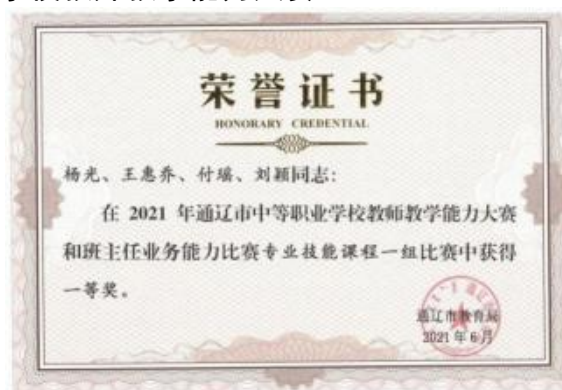 荣誉证书
HONORARY CREDENTIAL
杨光、王惠乔、付瑶、刘颖同志：
在 2021 年通辽市中等职业学校教师教学能力大赛
和班主任业务能力比赛专业技能课程一组比赛中获得
一等奖。
通辽市教育局
2021 年 6 月